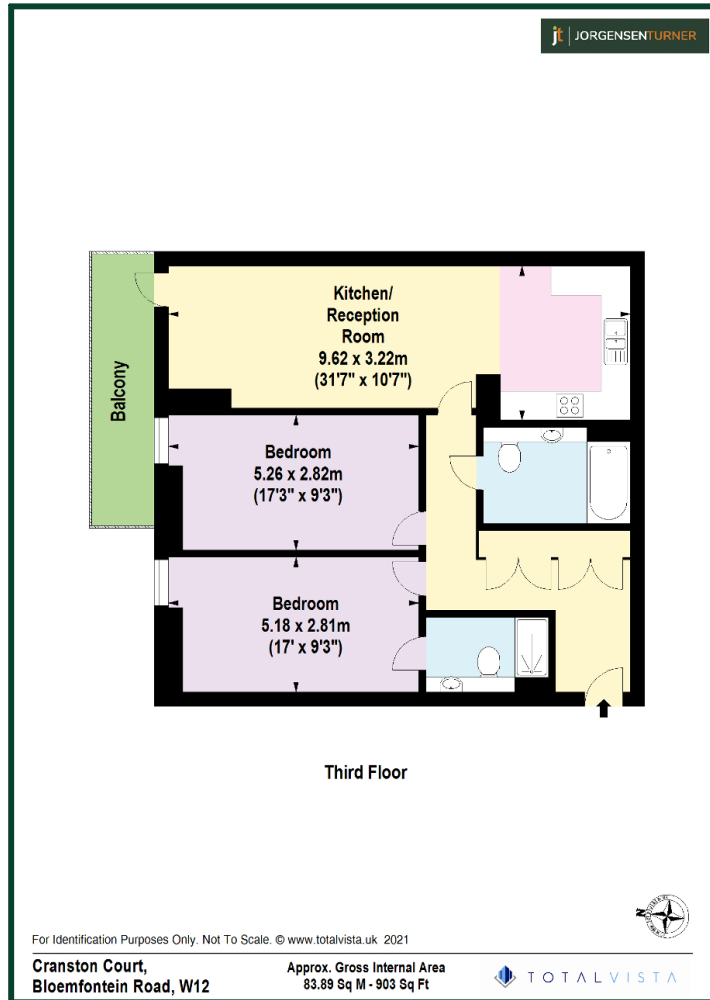 jt JORGENSENTURNER
Kitchen/
Reception
Room
9.62 x 3.22m
(31'7" x 10'7")
Balcony
Bedroom
5.26 x 2.82m
(17'3" x 9'3")
Bedroom
5.18 x 2.81m
(17' x 9'3")
Third Floor
N
For Identification Purposes Only. Not To Scale. © www.totalvista.uk 2021
Cranston Court,
Bloemfontein Road, W12
Approx. Gross Internal Area
83.89 Sq M - 903 Sq Ft
TOTALVISTA